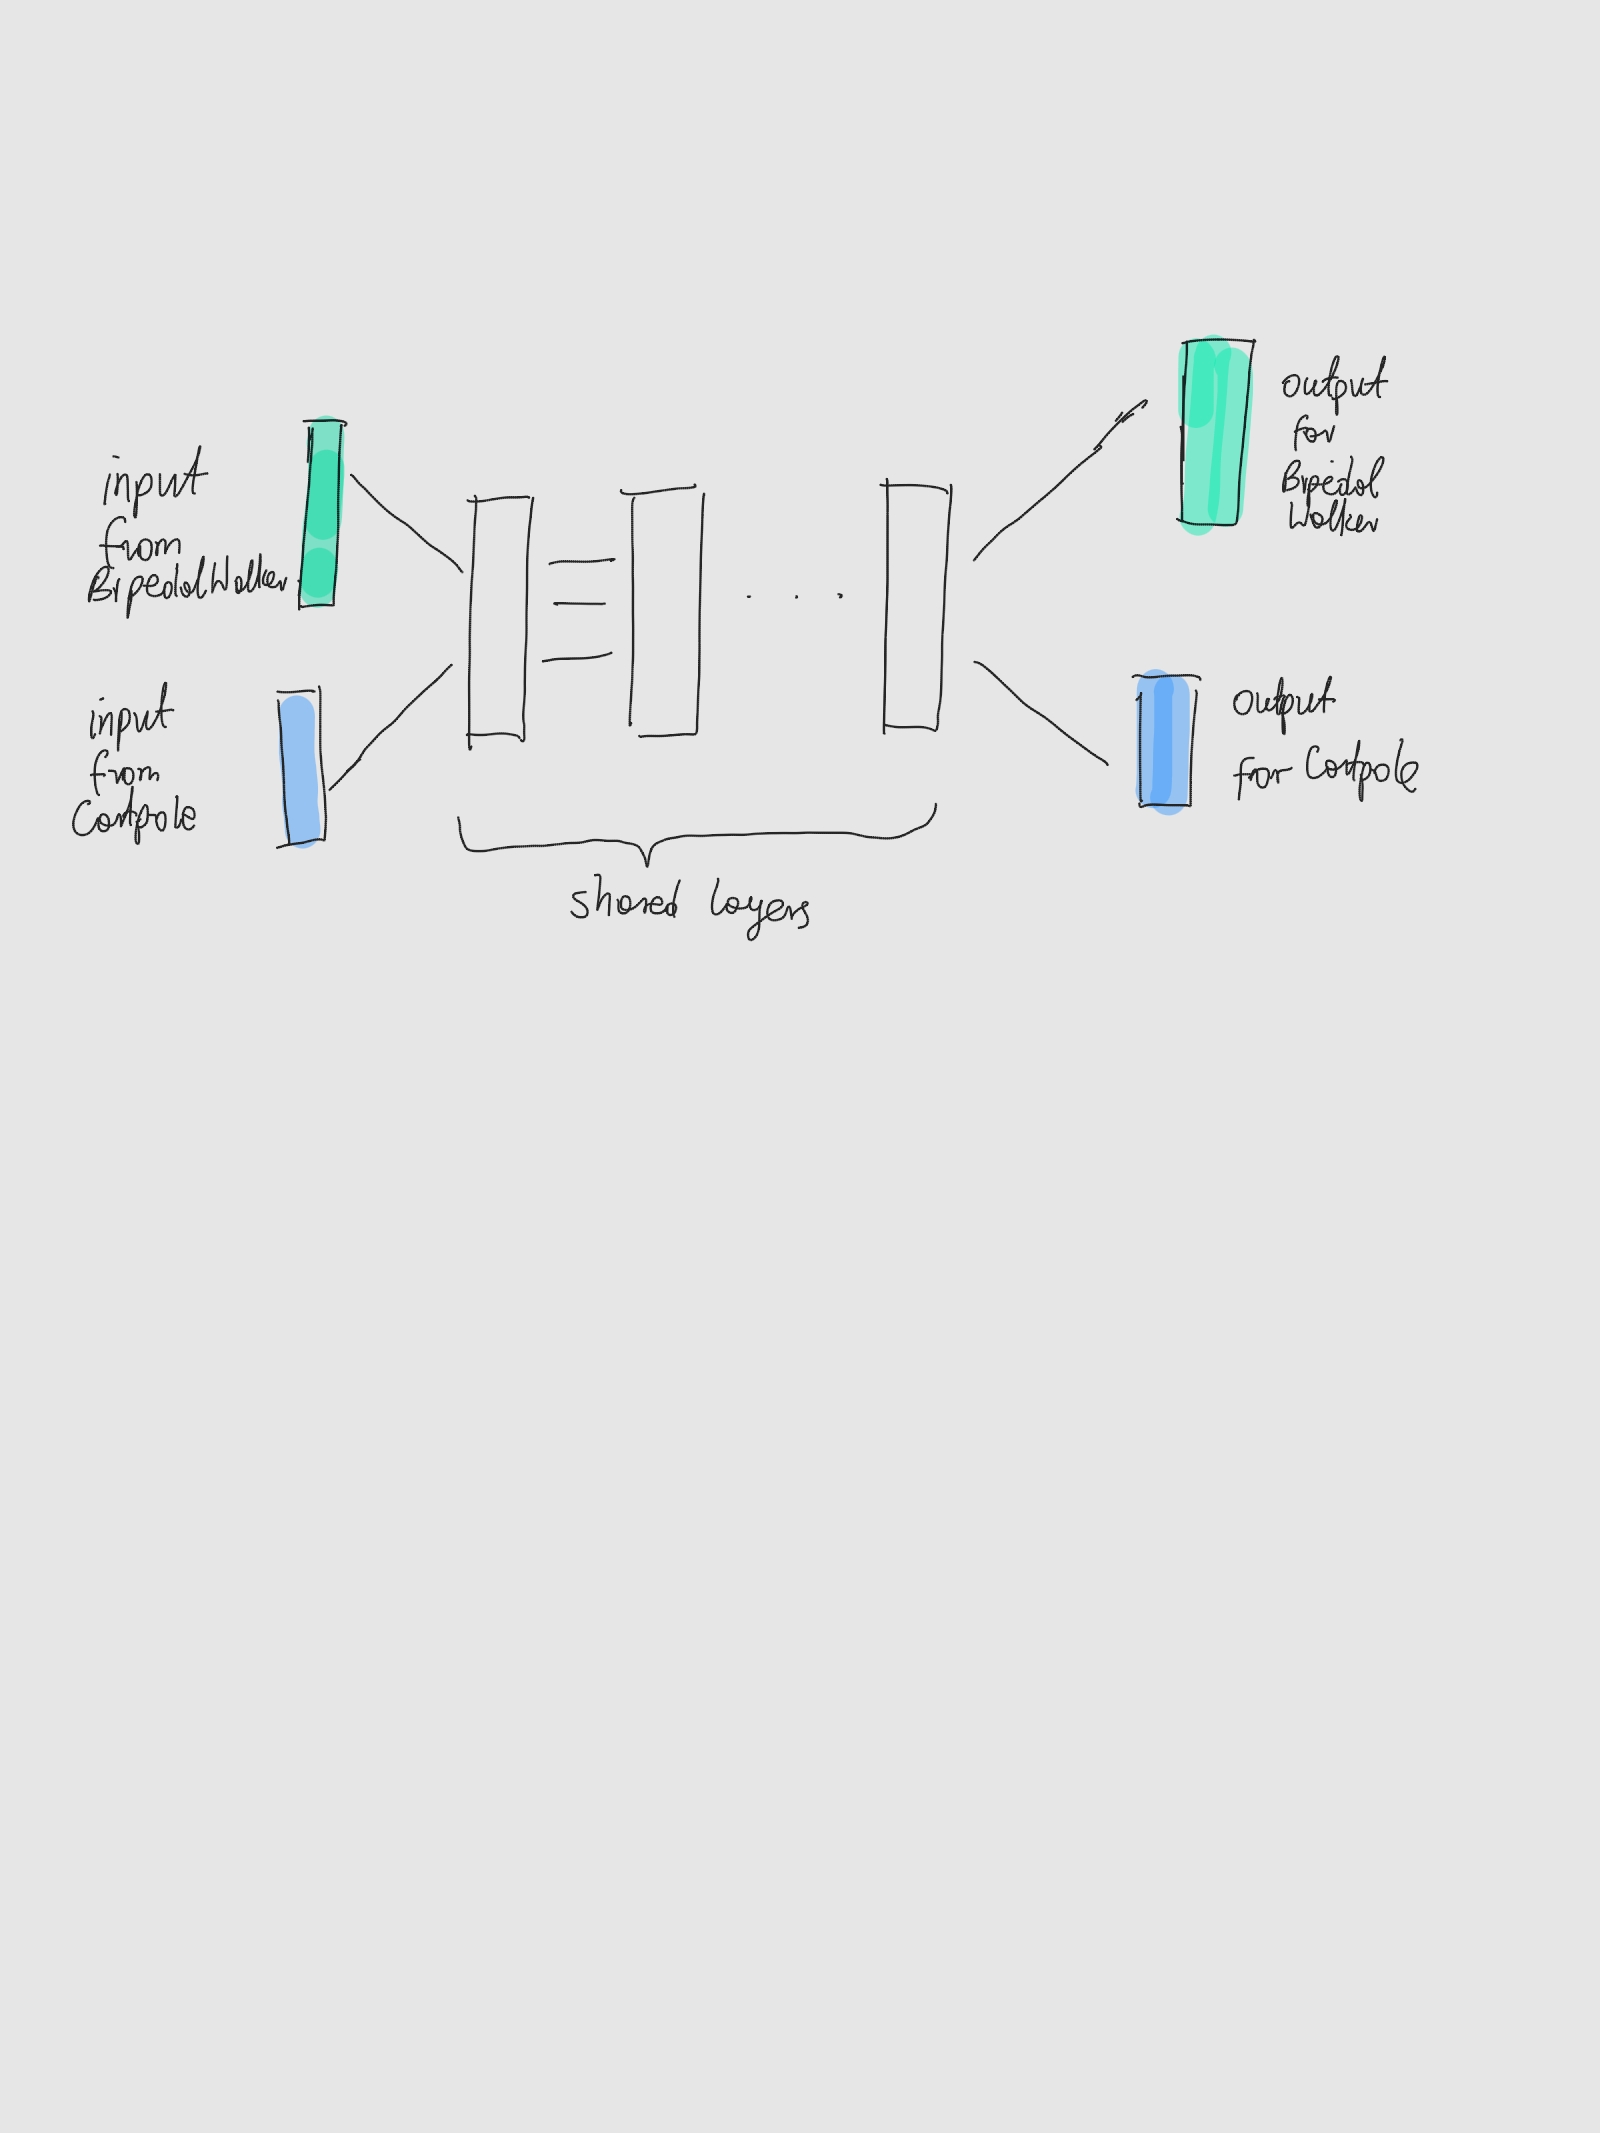 input
from
BipedalWalker
input
from
Cartpole
shared layers
output
for
Bipedal
Walker
output
for Cartpole